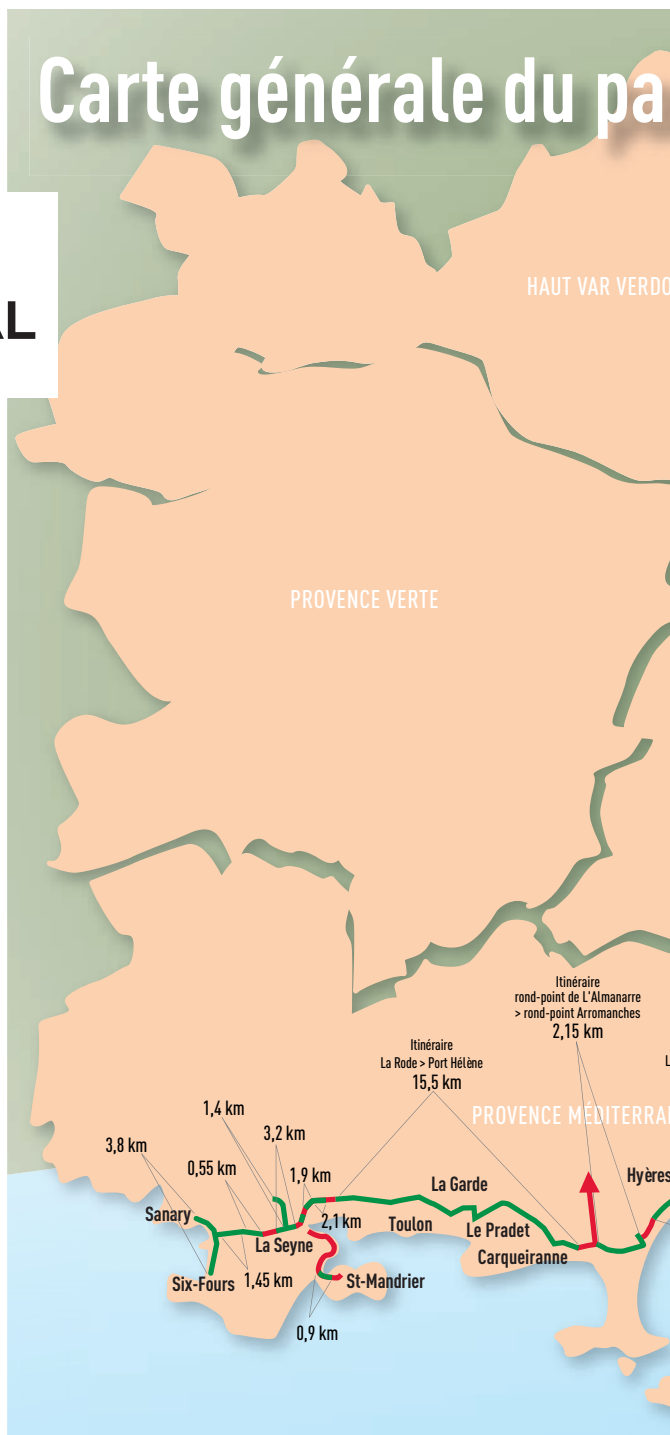 Carte générale du pa
AL
HAUT VAR VERDO
PROVENCE VERTE
Itinéraire
rond-point de L'Almanarre
> rond-point Arromanches
2,15 km
Itinéraire
La Rode > Port Hélène
15,5 km
L
PROVENCE MÉDITERRA
1,4 km
3,2 km
3,8 km
0,55 km
1,9 km
Hyères
La Garde
Sanary
2,1 km
Toulon
Le Pradet
La Seyne
Carqueiranne
Six-Fours
1,45 km
St-Mandrier
0,9 km